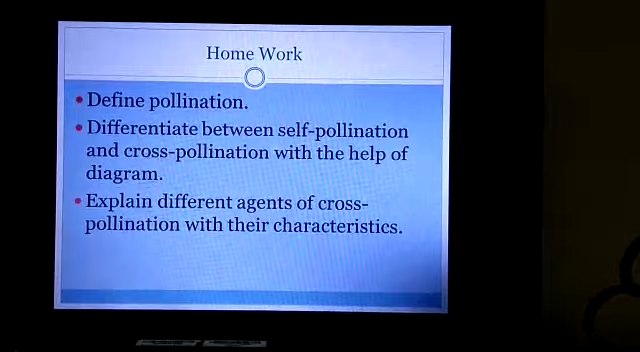 Home Work
• Define pollination.
• Differentiate between self-pollination
and cross-pollination with the help of
diagram.
• Explain different agents of cross-
pollination with their characteristics.